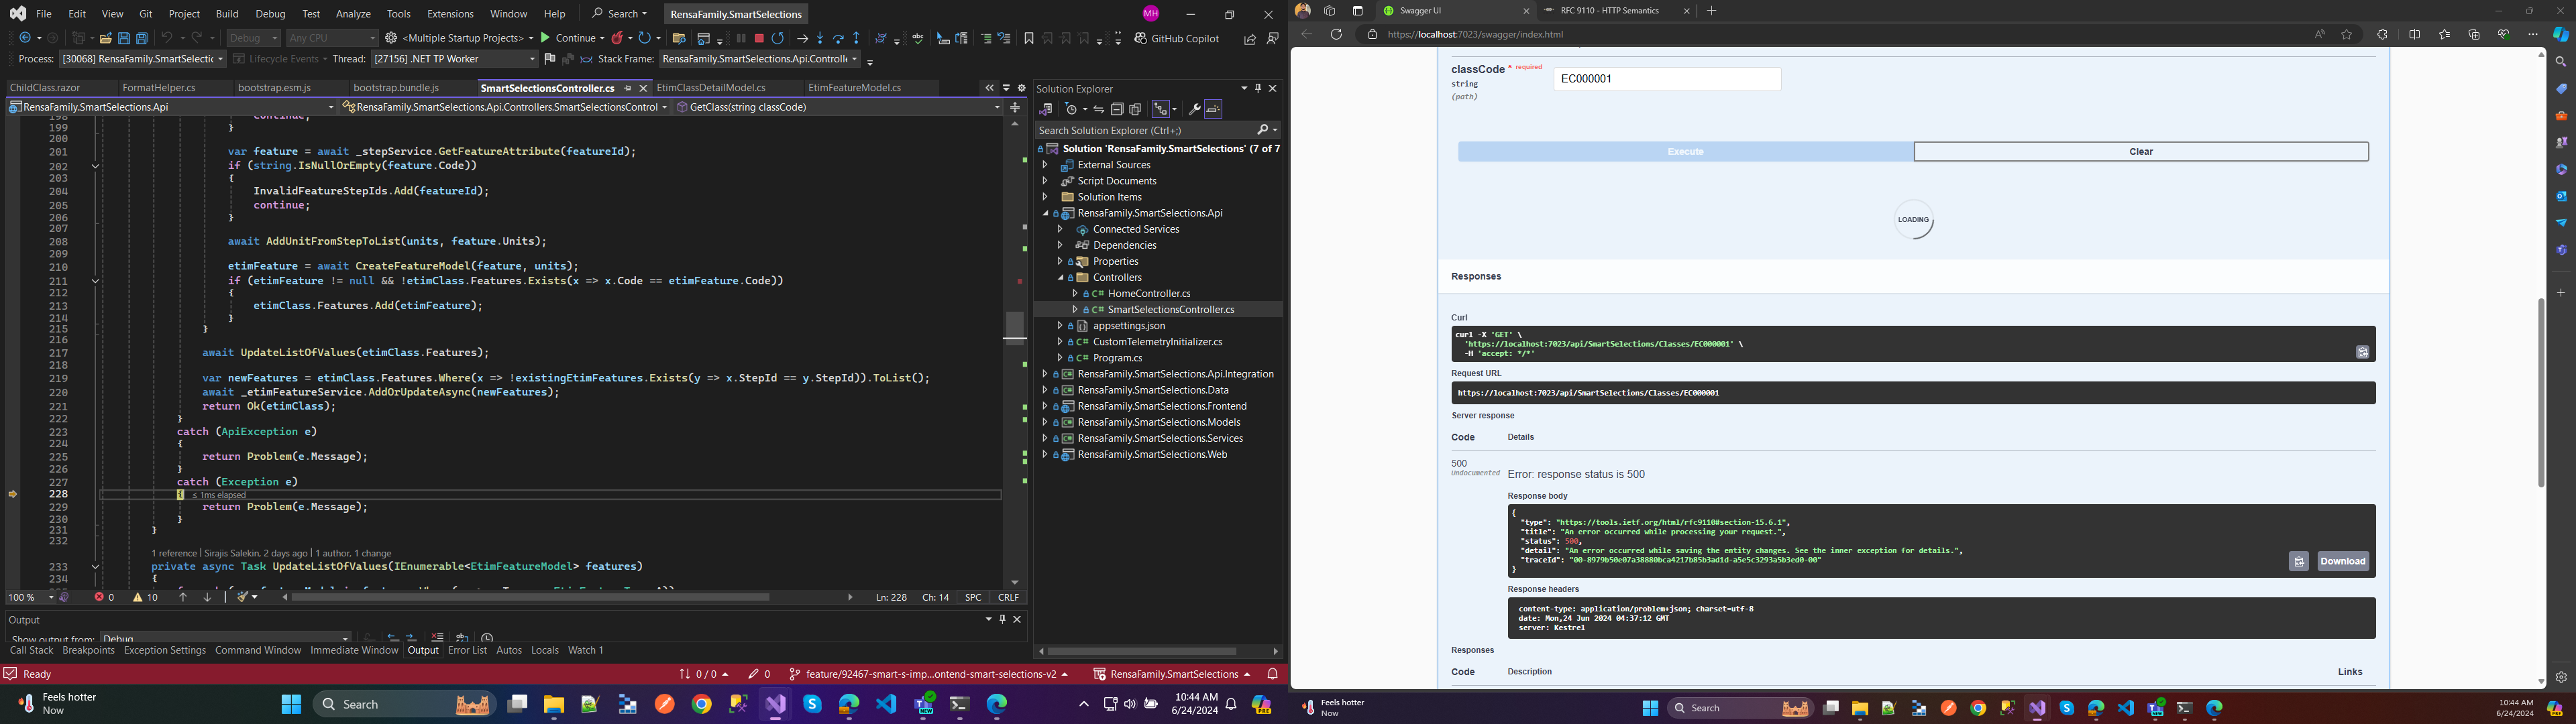 File Edit View Git Project Build Debug Test Analyze Tools Extensions Window Help Search RensaFamily.SmartSelections MH
Debug Any CPU <Multiple Startup Projects> Continue GitHub Copilot
Process: [30068] RensaFamily.SmartSelectic Lifecycle Events Thread: [27156] .NET TP Worker Stack Frame: RensaFamily.SmartSelections.Api.Controlle
ChildClass.razor FormatHelper.cs bootstrap.esm.js bootstrap.bundle.js SmartSelectionsController.cs EtimClassDetailModel.cs EtimFeatureModel.cs
RensaFamily.SmartSelections.Api RensaFamily.SmartSelections.Api.Controllers.SmartSelectionsControl GetClass(string classCode)
198 continue;
199 }
200
201 var feature = await _stepService.GetFeatureAttribute(featureId);
202 if (string.IsNullOrEmpty(feature.Code))
203 {
204 InvalidFeatureStepIds.Add(featureId);
205 continue;
206 }
207
208 await AddUnitFromStepToList(units, feature.Units);
209
210 etimFeature = await CreateFeatureModel(feature, units);
211 if (etimFeature != null && !etimClass.Features.Exists(x => x.Code == etimFeature.Code))
212 {
213 etimClass.Features.Add(etimFeature);
214 }
215 }
216
217 await UpdateListOfValues(etimClass.Features);
218
219 var newFeatures = etimClass.Features.Where(x => !existingEtimFeatures.Exists(y => x.StepId == y.StepId)).ToList();
220 await _etimFeatureService.AddOrUpdateAsync(newFeatures);
221 return Ok(etimClass);
222 }
223 catch (ApiException e)
224 {
225 return Problem(e.Message);
226 }
227 catch (Exception e)
228 { ≤ 1ms elapsed
229 return Problem(e.Message);
230 }
231 }
232
1 reference | Sirajis Salekin, 2 days ago | 1 author, 1 change
233 private async Task UpdateListOfValues(IEnumerable<EtimFeatureModel> features)
234 {
100 % 0 10 Ln: 228 Ch: 14 SPC CRLF
Output
Show output from: Debug
Call Stack Breakpoints Exception Settings Command Window Immediate Window Output Error List Autos Locals Watch 1
Ready 0 / 0 0 feature/92467-smart-s-imp...ontend-smart-selections-v2 RensaFamily.SmartSelections
Solution Explorer
Search Solution Explorer (Ctrl+;)
Solution 'RensaFamily.SmartSelections' (7 of 7
External Sources
Script Documents
Solution Items
RensaFamily.SmartSelections.Api
Connected Services
Dependencies
Properties
Controllers
C# HomeController.cs
C# SmartSelectionsController.cs
appsettings.json
C# CustomTelemetryInitializer.cs
C# Program.cs
RensaFamily.SmartSelections.Api.Integration
RensaFamily.SmartSelections.Data
RensaFamily.SmartSelections.Frontend
RensaFamily.SmartSelections.Models
RensaFamily.SmartSelections.Services
RensaFamily.SmartSelections.Web
Feels hotter
Now
Search
10:44 AM
6/24/2024
Swagger UI RFC 9110 - HTTP Semantics
https://localhost:7023/swagger/index.html
classCode * required
string
(path)
EC000001
Execute Clear
LOADING
Responses
Curl
curl -X 'GET' \
'https://localhost:7023/api/SmartSelections/Classes/EC000001' \
-H 'accept: */*'
Request URL
https://localhost:7023/api/SmartSelections/Classes/EC000001
Server response
Code Details
500
Undocumented
Error: response status is 500
Response body
{
"type": "https://tools.ietf.org/html/rfc9110#section-15.6.1",
"title": "An error occurred while processing your request.",
"status": 500,
"detail": "An error occurred while saving the entity changes. See the inner exception for details.",
"traceId": "00-8979b50e07a38880bca4217b85b3ad1d-a5e5c3293a5b3ed0-00"
}
Download
Response headers
content-type: application/problem+json; charset=utf-8
date: Mon,24 Jun 2024 04:37:12 GMT
server: Kestrel
Responses
Code Description Links
Feels hotter
Now
Search
10:44 AM
6/24/2024